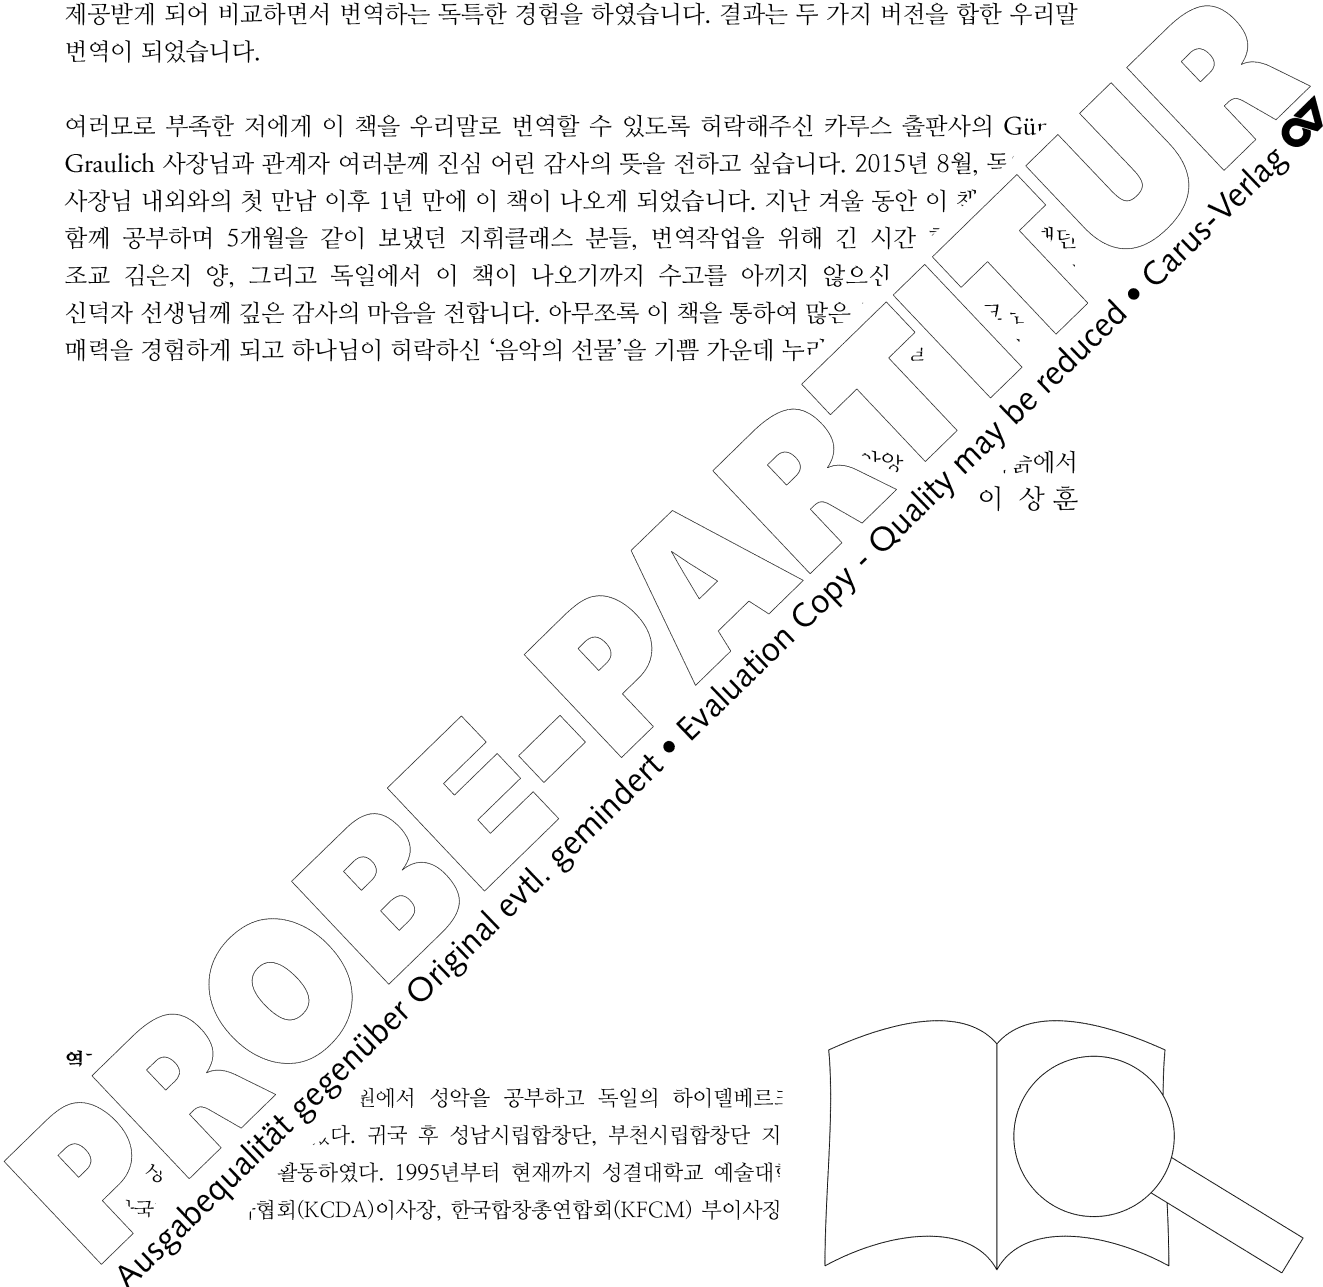 제공받게 되어 비교하면서 번역하는 독특한 경험을 하였습니다. 결과는 두 가지 버전을 합한 우리말
번역이 되었습니다.
여러모로 부족한 저에게 이 책을 우리말로 번역할 수 있도록 허락해주신 카루스 출판사의
Graulich 사장님과 관계자 여러분께 진심 어린 감사의 뜻을 전하고 싶습니다. 2015년 8월,
사장님 내외와의 첫 만남 이후 1년 만에 이 책이 나오게 되었습니다. 지난 겨울 동안 이
함께 공부하며 5개월을 같이 보냈던 지휘클래스 분들, 번역작업을 위해 긴 시간
조교 김은지 양, 그리고 독일에서 이 책이 나오기까지 수고를 아끼지 않으신
신덕자 선생님께 깊은 감사의 마음을 전합니다. 아무쪼록 이 책을 통하여 많은
매력을 경험하게 되고 하나님이 허락하신 ‘음악의 선물’을 기쁨 가운데
이 상 훈
PROBE-PARTITUR
Ausgabequalität gegenüber Original evtl. gemindert • Evaluation Copy - Quality may be reduced • Carus-Verlag
성악을 공부하고 독일의
귀국 후 성남시립합창단, 부천시립합창단
활동하였다. 1995년부터 현재까지 성결대학교
이사장, 한국합창총연합회(KFCM) 부이사장